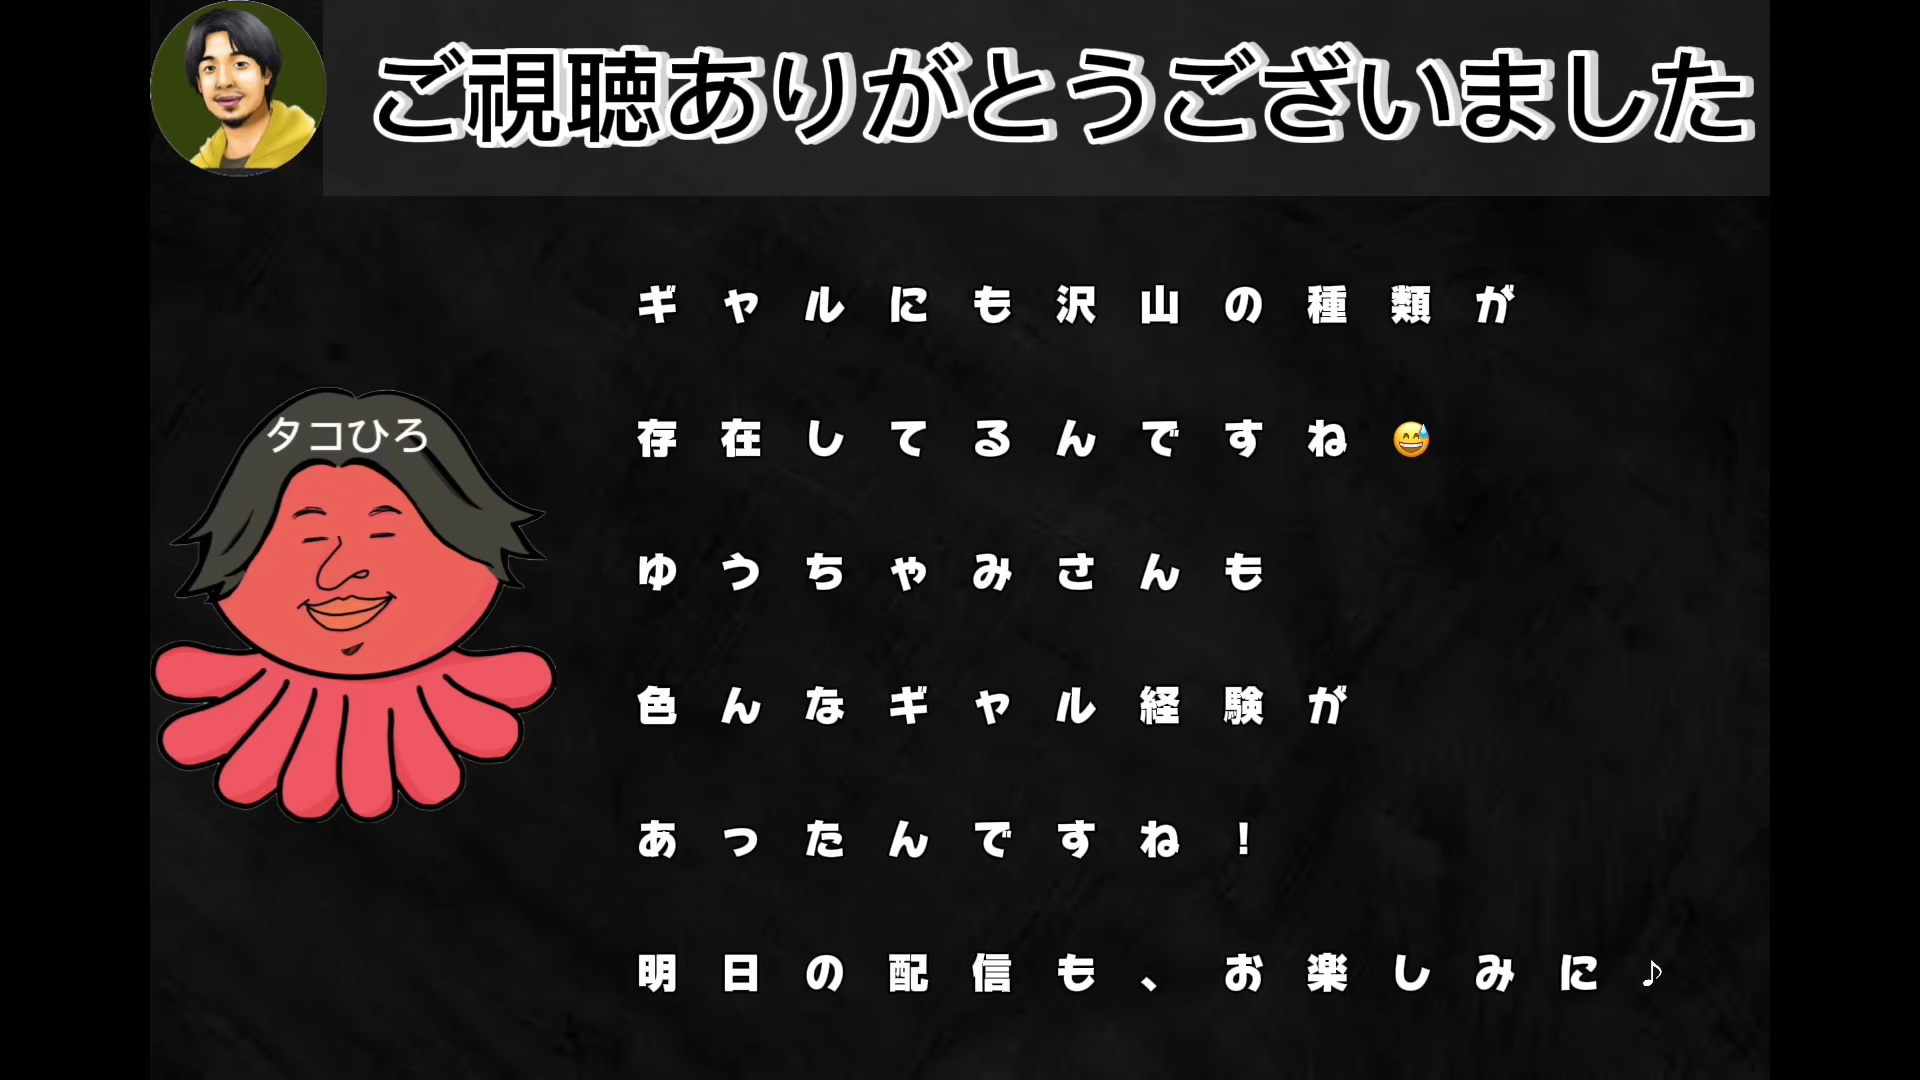 ご視聴ありがとうございました
タコひろ
ギャルにも沢山の種類が
存在してるんですね😅
ゆうちゃみさんも
色んなギャル経験が
あったんですね！
明日の配信も、お楽しみに♪